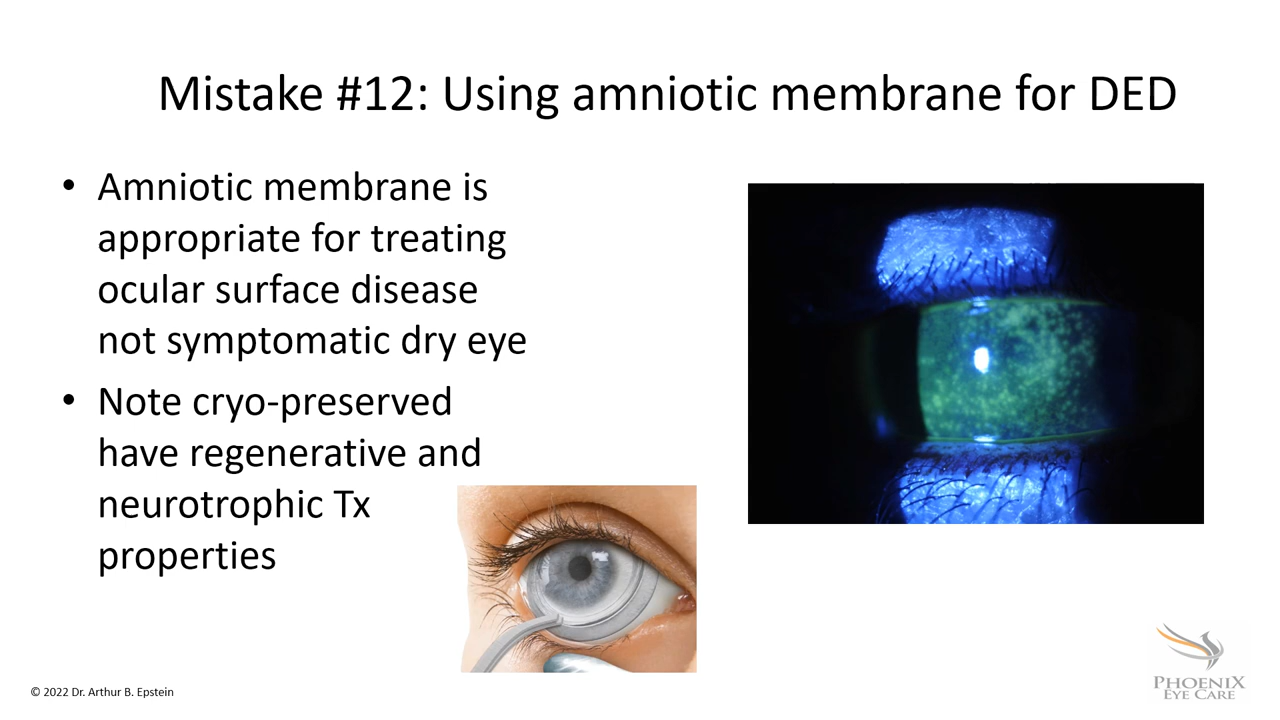 Mistake #12: Using amniotic membrane for DED
• Amniotic membrane is
appropriate for treating
ocular surface disease
not symptomatic dry eye
• Note cryo-preserved
have regenerative and
neurotrophic Tx
properties
© 2022 Dr. Arthur B. Epstein
PHOENIX
EYE CARE